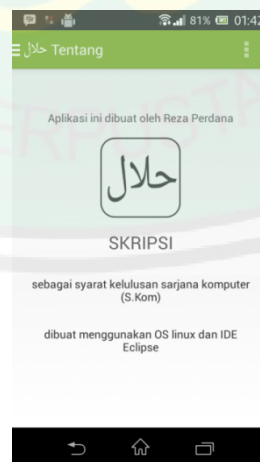 81% 01:42
حلال Tentang
Aplikasi ini dibuat oleh Reza Perdana
حلال
SKRIPSI
sebagai syarat kelulusan sarjana komputer
(S.Kom)
dibuat menggunakan OS linux dan IDE
Eclipse